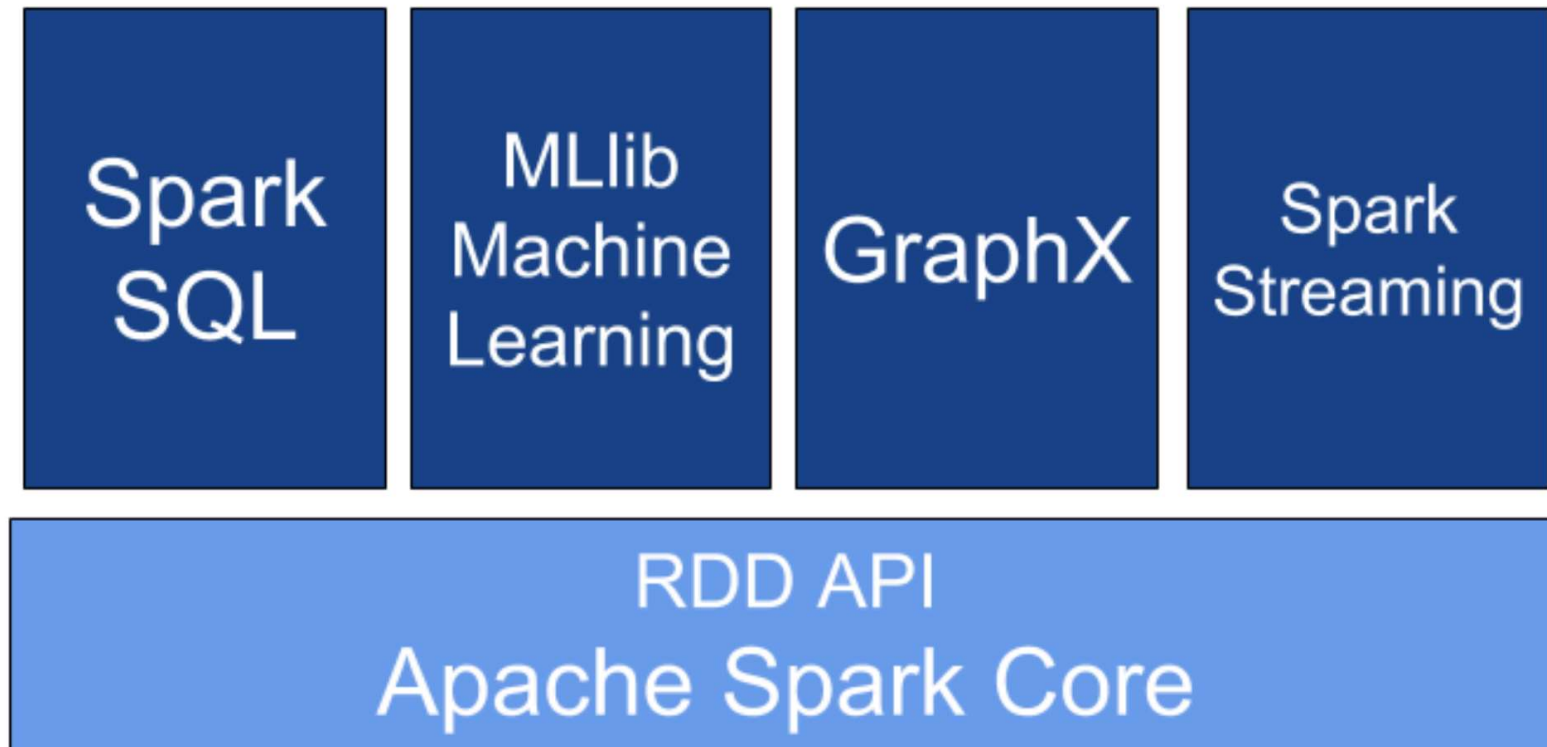 Spark
SQL
MLlib
Machine
Learning
GraphX
Spark
Streaming
RDD API
Apache Spark Core